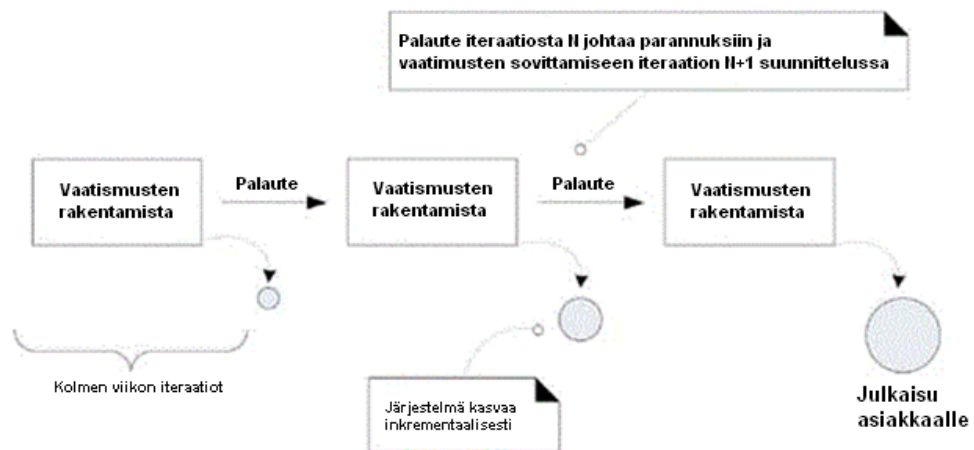 Palaute iteraatiosta N johtaa parannuksiin ja
vaatimusten sovittamiseen iteraation N+1 suunnittelussa
Vaatismusten
rakentamista
Palaute
Vaatismusten
rakentamista
Palaute
Vaatismusten
rakentamista
Kolmen viikon iteraatiot
Järjestelmä kasvaa
inkrementaalisesti
Julkaisu
asiakkaalle